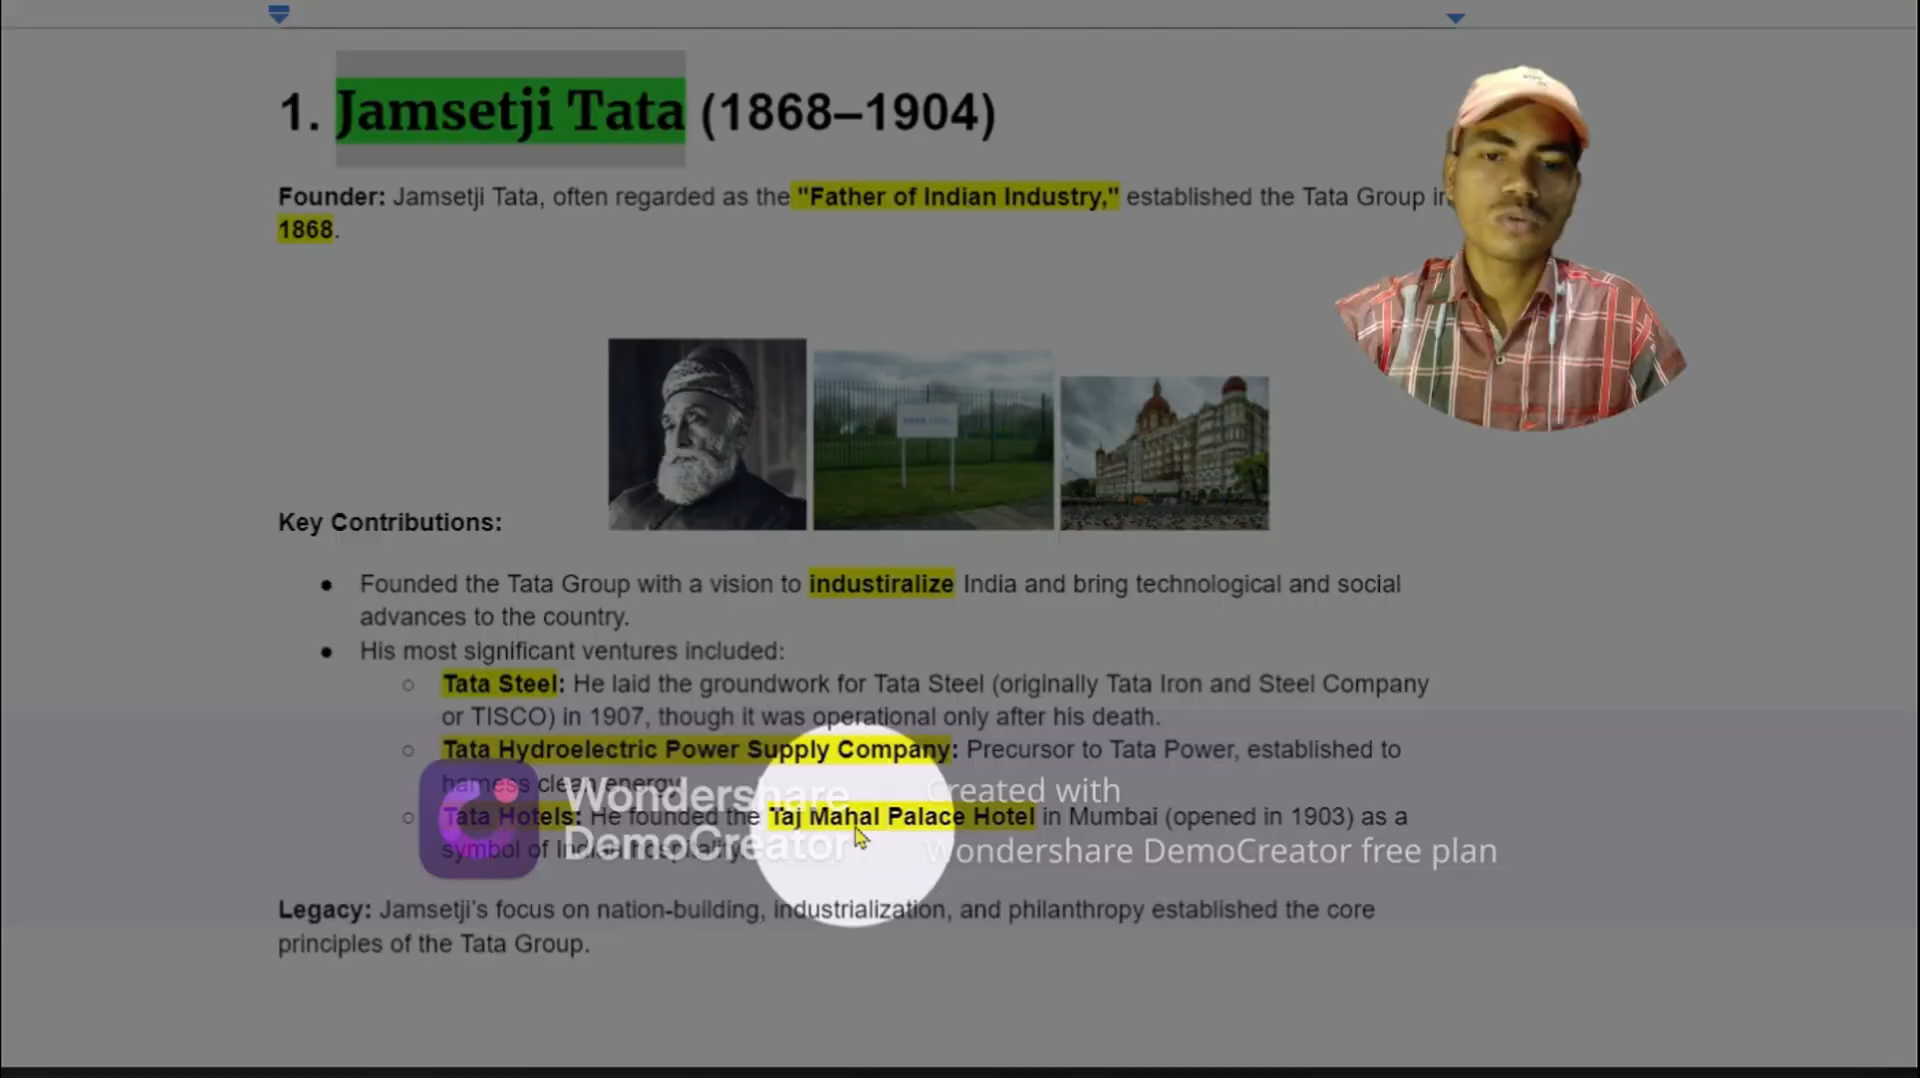 1. Jamsetji Tata (1868–1904)
Founder: Jamsetji Tata, often regarded as the "Father of Indian Industry," established the Tata Group in
1868.
Key Contributions:
● Founded the Tata Group with a vision to industiralize India and bring technological and social
advances to the country.
● His most significant ventures included:
○ Tata Steel: He laid the groundwork for Tata Steel (originally Tata Iron and Steel Company
or TISCO) in 1907, though it was operational only after his death.
○ Tata Hydroelectric Power Supply Company: Precursor to Tata Power, established to
harness clean energy
○ Tata Hotels: He founded the Taj Mahal Palace Hotel in Mumbai (opened in 1903) as a
symbol of Indian hospitality
Wondershare
DemoCreator
Created with
Wondershare DemoCreator free plan
Legacy: Jamsetji's focus on nation-building, industrialization, and philanthropy established the core
principles of the Tata Group.